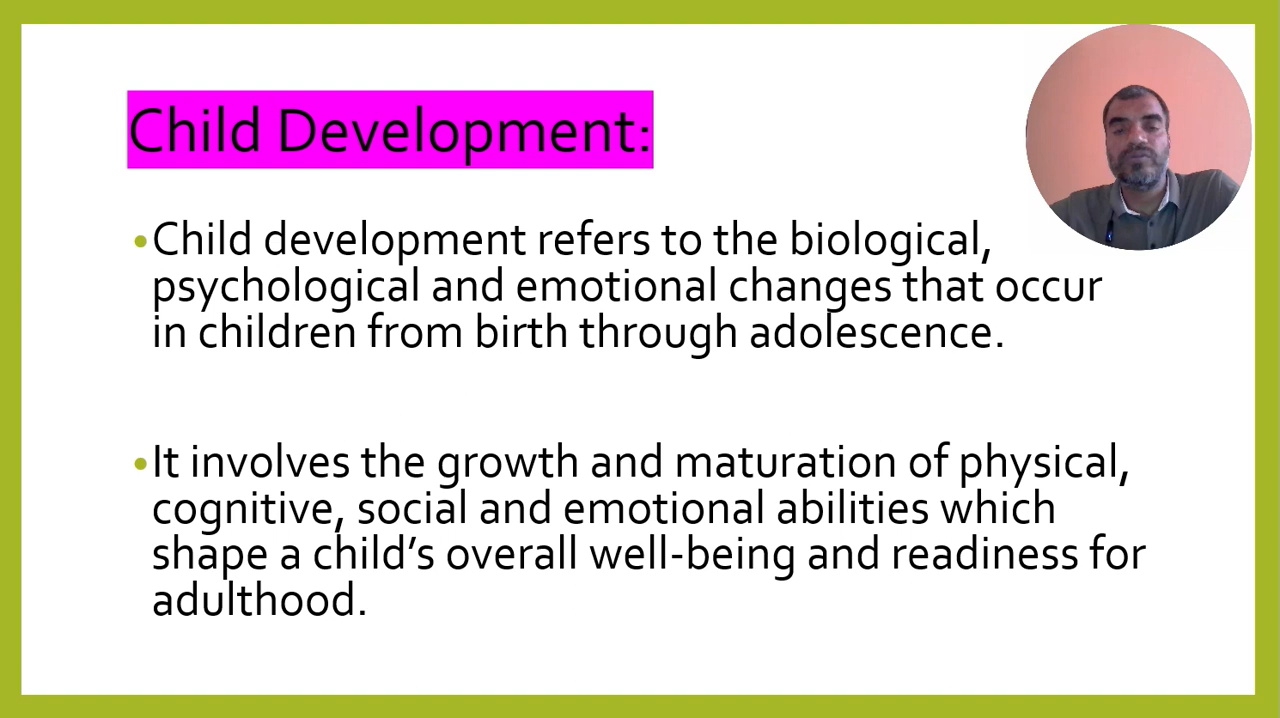 Child Development:
•Child development refers to the biological,
psychological and emotional changes that occur
in children from birth through adolescence.
•It involves the growth and maturation of physical,
cognitive, social and emotional abilities which
shape a child’s overall well-being and readiness for
adulthood.